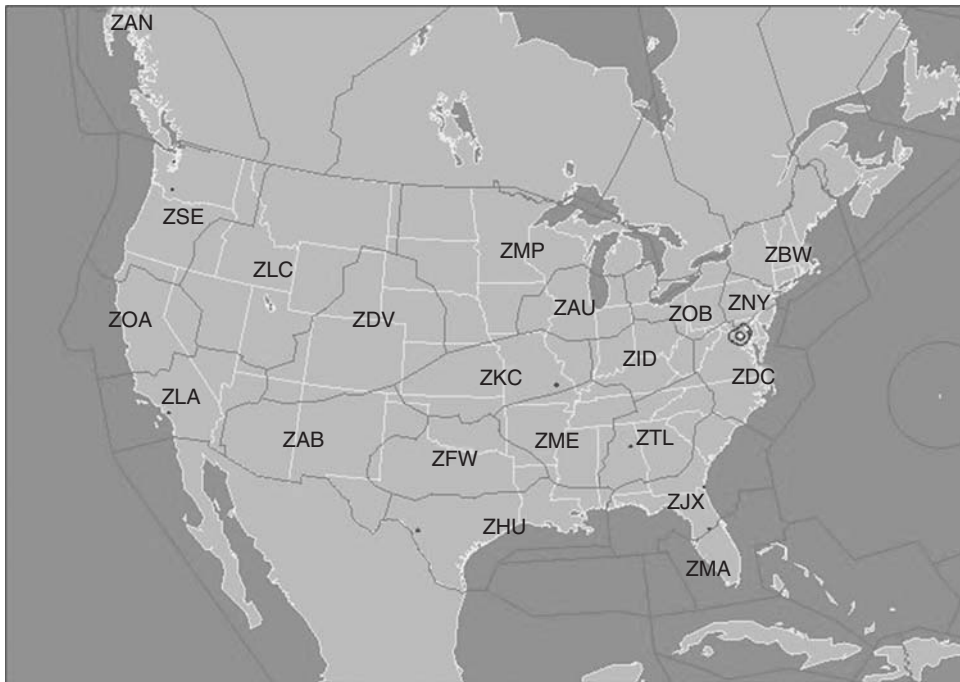 ZAN
ZSE
ZMP
ZBW
ZLC
ZAU
ZNY
ZOA
ZDV
ZOB
ZID
ZKC
ZDC
ZLA
ZAB
ZME
ZTL
ZFW
ZJX
ZHU
ZMA